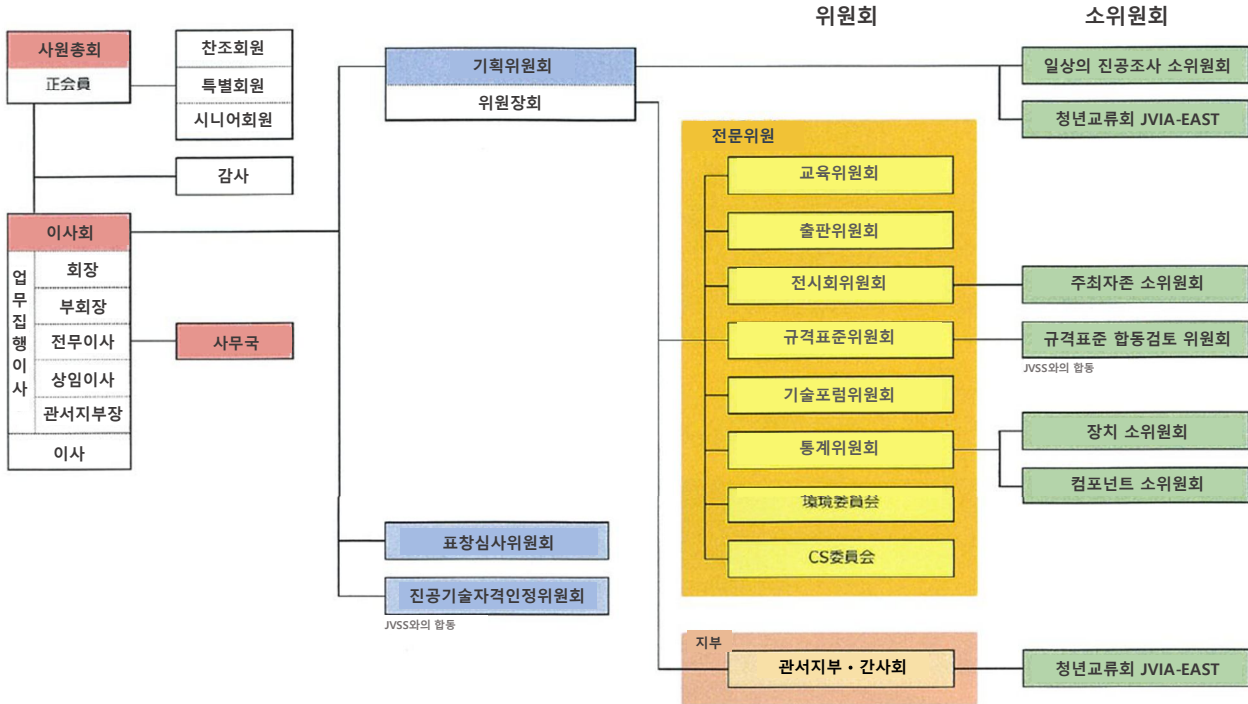 위원회
소위원회
사원총회
正会員
찬조회원
특별회원
시니어회원
감사
이사회
업무집행이사
회장
부회장
전무이사
상임이사
관서지부장
이사
사무국
기획위원회
위원장회
표창심사위원회
진공기술자격인정위원회
JVSS와의 합동
전문위원
교육위원회
출판위원회
전시회위원회
규격표준위원회
기술포럼위원회
통계위원회
環境委員会
CS委員会
지부
관서지부・간사회
일상의 진공조사 소위원회
청년교류회 JVIA-EAST
주최자존 소위원회
규격표준 합동검토 위원회
JVSS와의 합동
장치 소위원회
컴포넌트 소위원회
청년교류회 JVIA-EAST